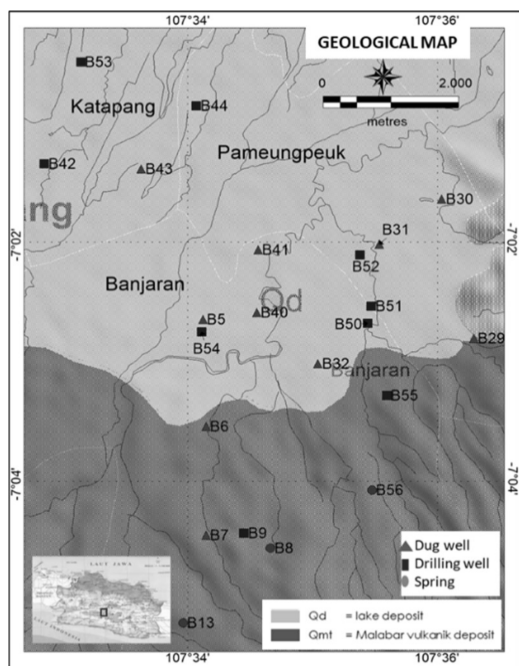 107°34' 107°36'
GEOLOGICAL MAP
0 2.000
metres
B53
Katapang
B44
Pameungpeuk
B42
B43
ang
B30
-7°02' -7°02'
B31
B41
B52
Banjaran
Qd
B51
B40
B5
B50
B54
B29
B32
Banjaran
B55
B6
-7°04' -7°04'
B56
B7
B9
B8
Dug well
Drilling well
Spring
LAUT JAWA
B13
Qd = lake deposit
Qmt = Malabar vulkanik deposit
107°34' 107°36'